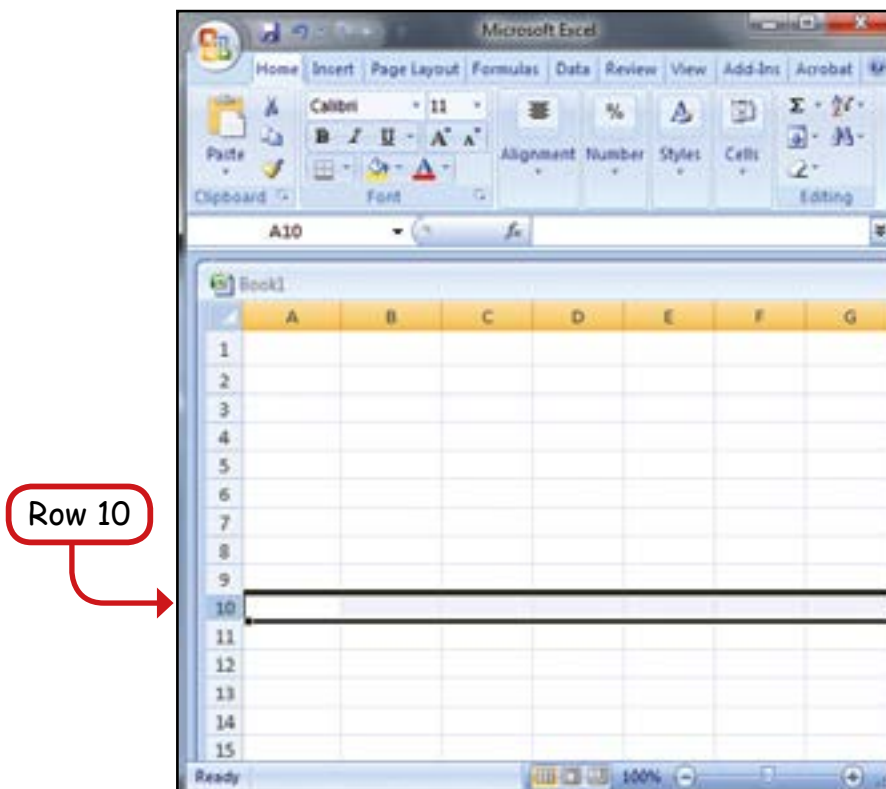 Microsoft Excel
Home Insert Page Layout Formulas Data Review View Add-Ins Acrobat
Calibri 11
Σ
B I U A A
%
A
Paste
A
Alignment Number Styles Cells
Clipboard Font Editing
A10 fx
Book1
A B C D E F G
1
2
3
4
5
6
Row 10
7
8
9
10
11
12
13
14
15
Ready 100%